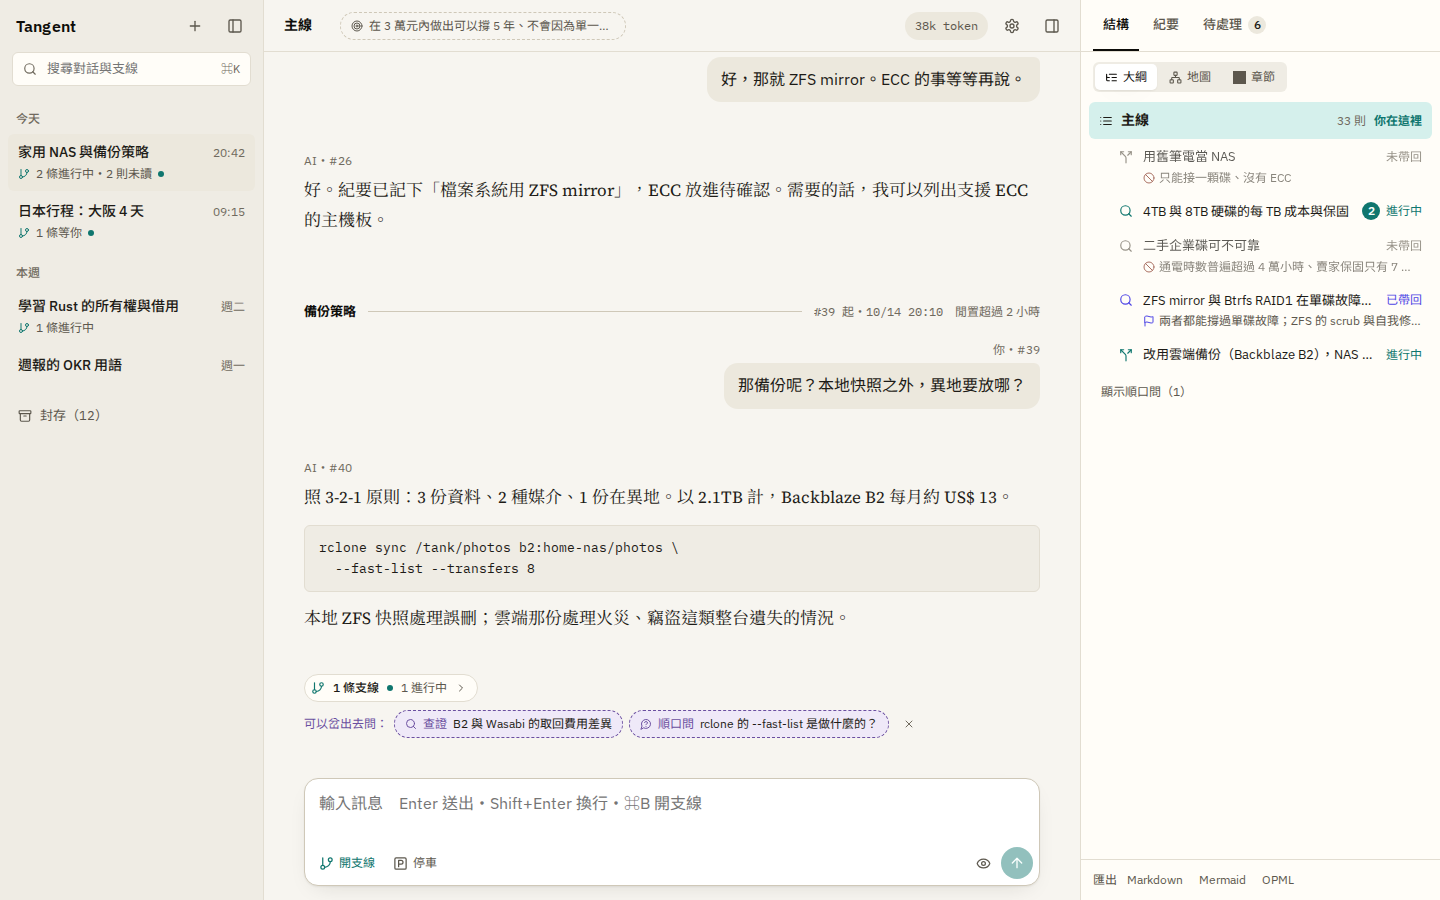 Tangent
搜尋對話與支線 ⌘K
今天
家用 NAS 與備份策略 20:42
2 條進行中・2 則未讀
日本行程：大阪 4 天 09:15
1 條等你
本週
學習 Rust 的所有權與借用 週二
1 條進行中
週報的 OKR 用語 週一
封存（12）
主線 在 3 萬元內做出可以撐 5 年、不會因為單一… 38k token
好，那就 ZFS mirror。ECC 的事等等再說。
AI・#26
好。紀要已記下「檔案系統用 ZFS mirror」，ECC 放進待確認。需要的話，我可以列出支援 ECC
的主機板。
備份策略 #39 起・10/14 20:10 閒置超過 2 小時
你・#39
那備份呢？本地快照之外，異地要放哪？
AI・#40
照 3-2-1 原則：3 份資料、2 種媒介、1 份在異地。以 2.1TB 計，Backblaze B2 每月約 US$ 13。
rclone sync /tank/photos b2:home-nas/photos \
--fast-list --transfers 8
本地 ZFS 快照處理誤刪；雲端那份處理火災、竊盜這類整台遺失的情況。
1 條支線 1 進行中
可以岔出去問： 查證 B2 與 Wasabi 的取回費用差異 順口問 rclone 的 --fast-list 是做什麼的？
輸入訊息 Enter 送出・Shift+Enter 換行・⌘B 開支線
開支線 停車
結構 紀要 待處理 6
大綱 地圖 章節
主線 33 則 你在這裡
用舊筆電當 NAS 未帶回
只能接一顆碟、沒有 ECC
4TB 與 8TB 硬碟的每 TB 成本與保固 2 進行中
二手企業碟可不可靠 未帶回
通電時數普遍超過 4 萬小時、賣家保固只有 7 …
ZFS mirror 與 Btrfs RAID1 在單碟故障… 已帶回
兩者都能撐過單碟故障；ZFS 的 scrub 與自我修…
改用雲端備份（Backblaze B2），NAS … 進行中
顯示順口問（1）
匯出 Markdown Mermaid OPML